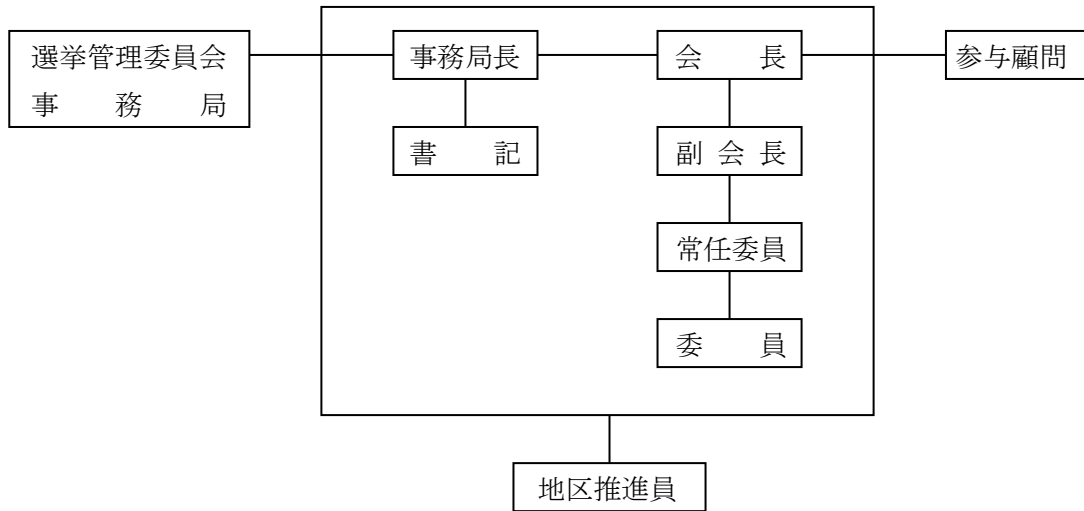 選挙管理委員会
事務局
事務局長
会長
参与顧問
書記
副会長
常任委員
委員
地区推進員